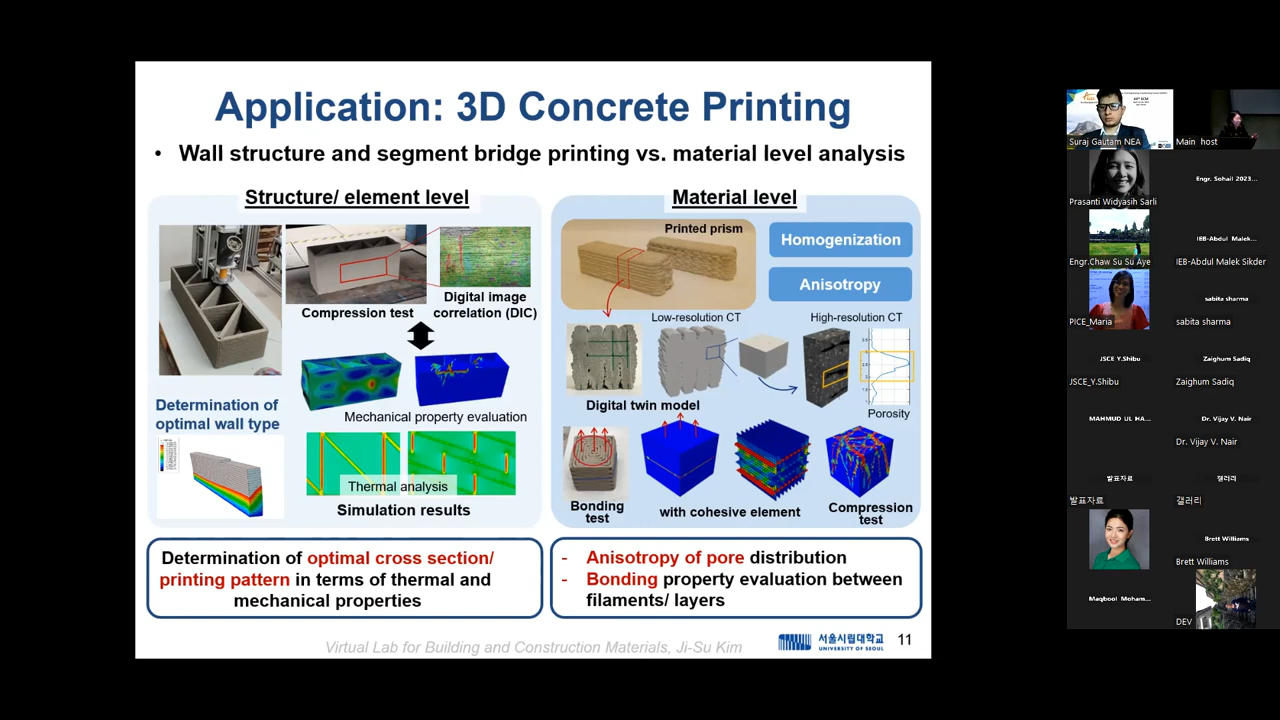 Application: 3D Concrete Printing
• Wall structure and segment bridge printing vs. material level analysis
Structure/ element level
Compression test
Digital image
correlation (DIC)
Mechanical property evaluation
Determination of
optimal wall type
Thermal analysis
Simulation results
Material level
Printed prism
Homogenization
Anisotropy
Low-resolution CT
High-resolution CT
Digital twin model
Porosity
Bonding
test
with cohesive element
Compression
test
Determination of optimal cross section/
printing pattern in terms of thermal and
mechanical properties
- Anisotropy of pore distribution
- Bonding property evaluation between
filaments/ layers
Virtual Lab for Building and Construction Materials, Ji-Su Kim
서울시립대학교
UNIVERSITY OF SEOUL
11
Suraj Gautam NEA
Main host
Prasanti Widyasih Sarli
Engr. Sohail 2023...
Engr.Chaw Su Su Aye
IEB-Abdul Malek...
IEB-Abdul Malek Sikder
PICE_Maria
sabita sharma
sabita sharma
JSCE Y.Shibu
JSCE_Y.Shibu
Zaighum Sadiq
Zaighum Sadiq
MAHMUD UL HA...
Dr. Vijay V. Nair
Dr. Vijay V. Nair
발표자료
발표자료
갤러리
갤러리
Brett Williams
Brett Williams
Maqbool Moham...
DEV